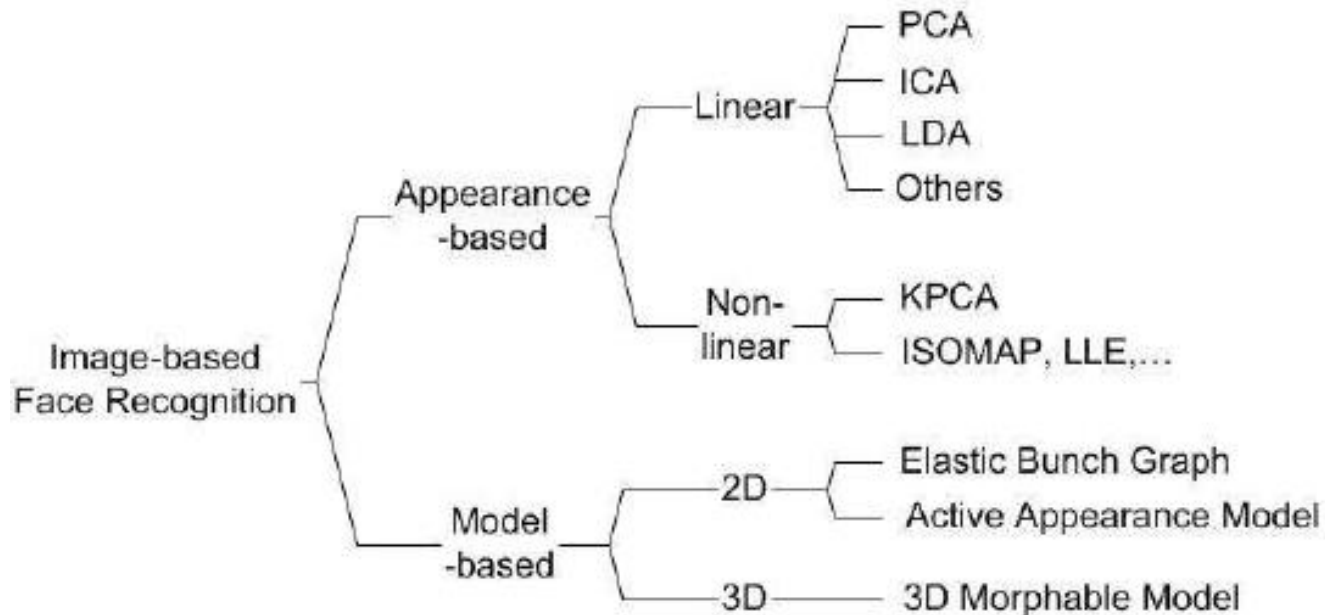 Image-based
Face Recognition
Appearance
-based
Linear
PCA
ICA
LDA
Others
Non-
linear
KPCA
ISOMAP, LLE,...
Model
-based
2D
Elastic Bunch Graph
Active Appearance Model
3D
3D Morphable Model